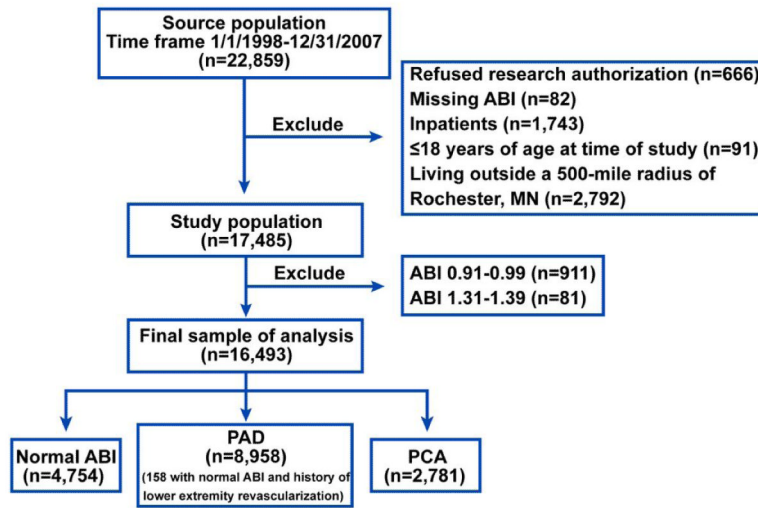 Source population
Time frame 1/1/1998-12/31/2007
(n=22,859)
Exclude
Refused research authorization (n=666)
Missing ABI (n=82)
Inpatients (n=1,743)
≤18 years of age at time of study (n=91)
Living outside a 500-mile radius of
Rochester, MN (n=2,792)
Study population
(n=17,485)
Exclude
ABI 0.91-0.99 (n=911)
ABI 1.31-1.39 (n=81)
Final sample of analysis
(n=16,493)
Normal ABI
(n=4,754)
PAD
(n=8,958)
(158 with normal ABI and history of
lower extremity revascularization)
PCA
(n=2,781)